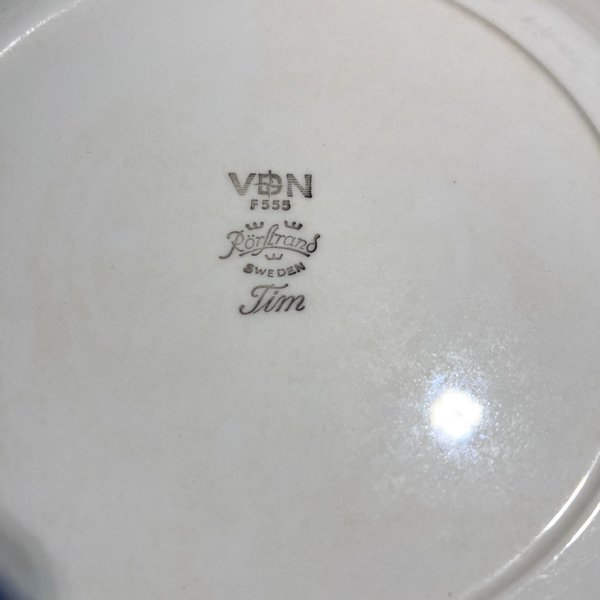 VDN
F555
Rörstrand
SWEDEN
Tim